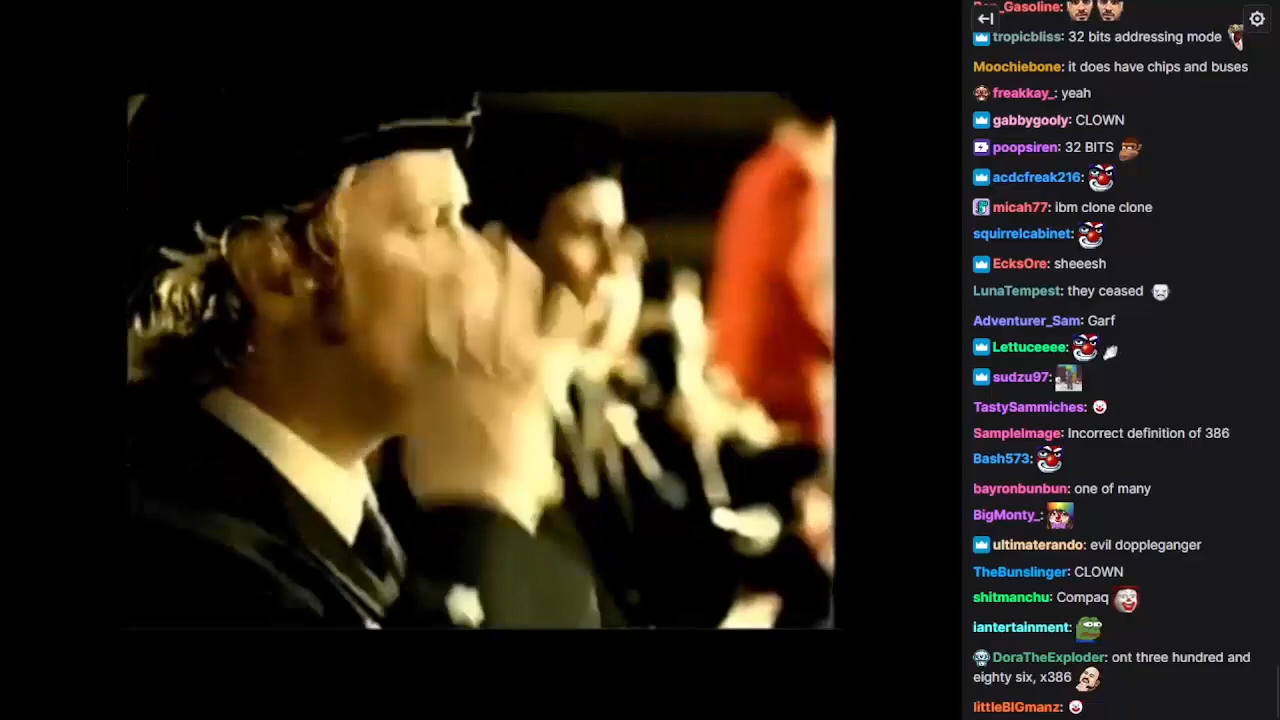 Gasoline:
tropicbliss: 32 bits addressing mode
Moochiebone: it does have chips and buses
freakkay_: yeah
gabbygooly: CLOWN
poopsiren: 32 BITS
acdcfreak216:
micah77: ibm clone clone
squirrelcabinet:
EcksOre: sheeesh
LunaTempest: they ceased
Adventurer_Sam: Garf
Lettuceeee:
sudzu97:
TastySammiches:
SampleImage: Incorrect definition of 386
Bash573:
bayronbunbun: one of many
BigMonty_:
ultimaterando: evil doppleganger
TheBunslinger: CLOWN
shitmanchu: Compaq
iantertainment:
DoraTheExploder: ont three hundred and
eighty six, x386
littleBIGmanz: